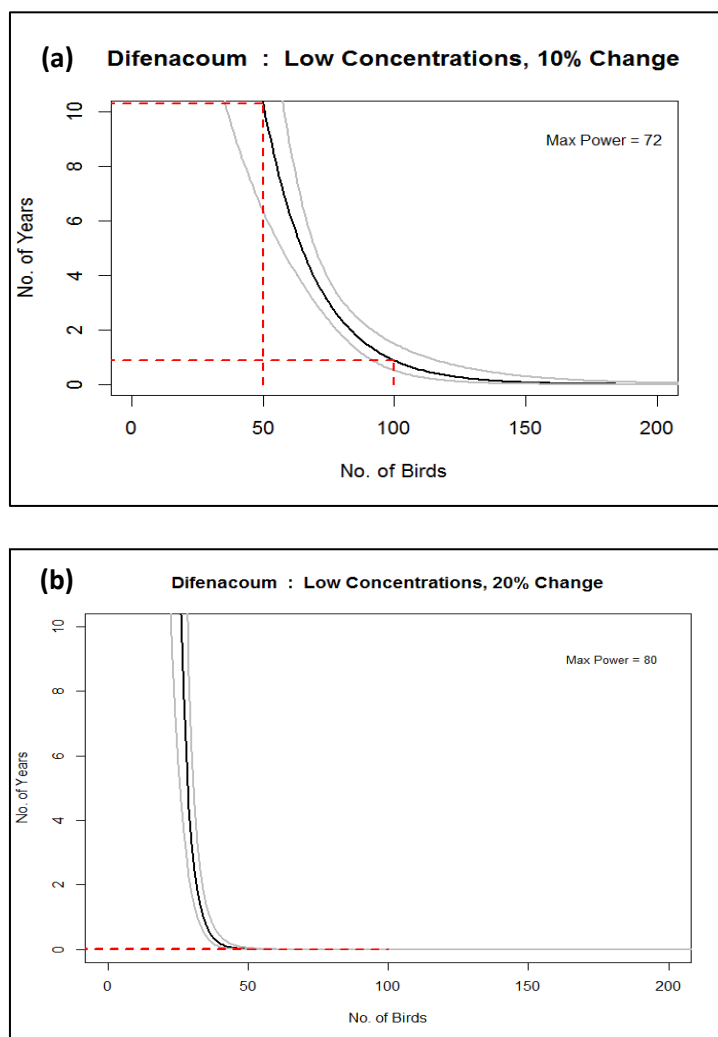 (a) Difenacoum : Low Concentrations, 10% Change
Max Power = 72
No. of Years
10
8
6
4
2
0
0 50 100 150 200
No. of Birds
(b) Difenacoum : Low Concentrations, 20% Change
Max Power = 80
No. of Years
10
8
6
4
2
0
0 50 100 150 200
No. of Birds